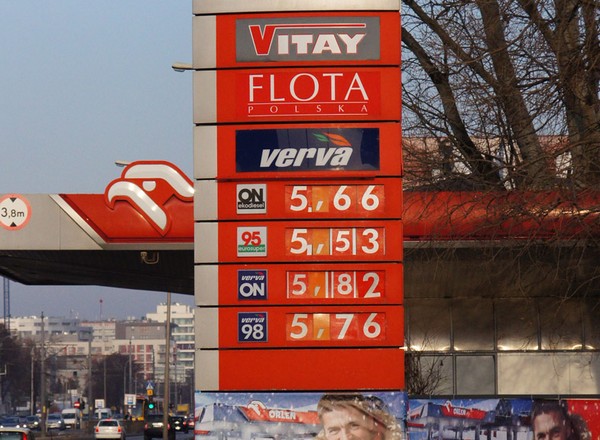 VITAY
FLOTA
POLSKA
verva
3,8m
ON
ekodiesel
5,66
95
eurosuper
5,53
verva
ON
5,82
verva
98
5,76
ORLEN
ORLEN